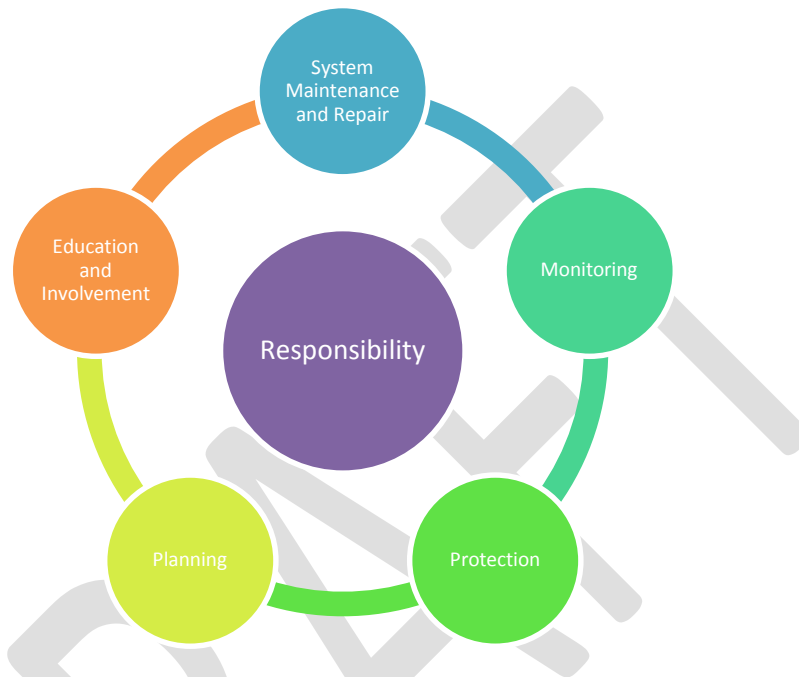 System
Maintenance
and Repair
Monitoring
Protection
Planning
Education
and
Involvement
Responsibility